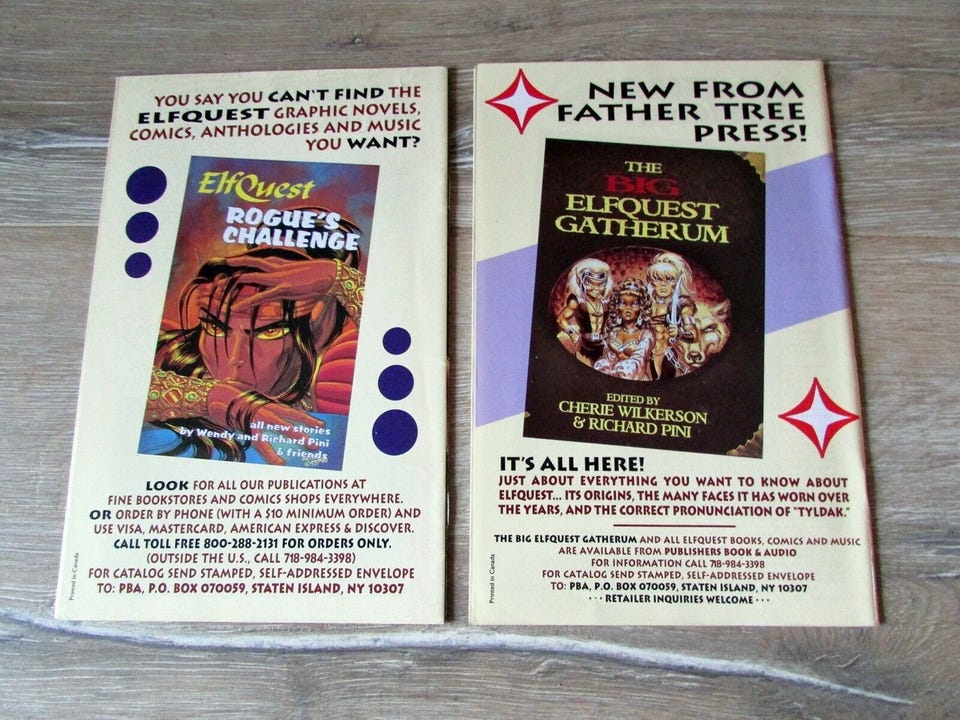 YOU SAY YOU CAN'T FIND THE
ELFQUEST GRAPHIC NOVELS,
COMICS, ANTHOLOGIES AND MUSIC
YOU WANT?
ElfQuest
ROGUE'S
CHALLENGE
all new stories
by Wendy and Richard Pini
& friends
LOOK FOR ALL OUR PUBLICATIONS AT
FINE BOOKSTORES AND COMICS SHOPS EVERYWHERE.
OR ORDER BY PHONE (WITH A $10 MINIMUM ORDER) AND
USE VISA, MASTERCARD, AMERICAN EXPRESS & DISCOVER.
CALL TOLL FREE 800-288-2131 FOR ORDERS ONLY.
(OUTSIDE THE U.S., CALL 718-984-3398)
FOR CATALOG SEND STAMPED, SELF-ADDRESSED ENVELOPE
TO: PBA, P.O. BOX 070059, STATEN ISLAND, NY 10307
Printed in Canada
NEW FROM
FATHER TREE
PRESS!
THE
BIG
ELFQUEST
GATHERUM
EDITED BY
CHERIE WILKERSON
& RICHARD PINI
IT'S ALL HERE!
JUST ABOUT EVERYTHING YOU WANT TO KNOW ABOUT
ELFQUEST... ITS ORIGINS, THE MANY FACES IT HAS WORN OVER
THE YEARS, AND THE CORRECT PRONUNCIATION OF "TYLDAK."
THE BIG ELFQUEST GATHERUM AND ALL ELFQUEST BOOKS, COMICS AND MUSIC
ARE AVAILABLE FROM PUBLISHERS BOOK & AUDIO
FOR INFORMATION CALL 718-984-3398
FOR CATALOG SEND STAMPED, SELF-ADDRESSED ENVELOPE
TO: PBA, P.O. BOX 070059, STATEN ISLAND, NY 10307
· · · RETAILER INQUIRIES WELCOME · · ·
Printed in Canada